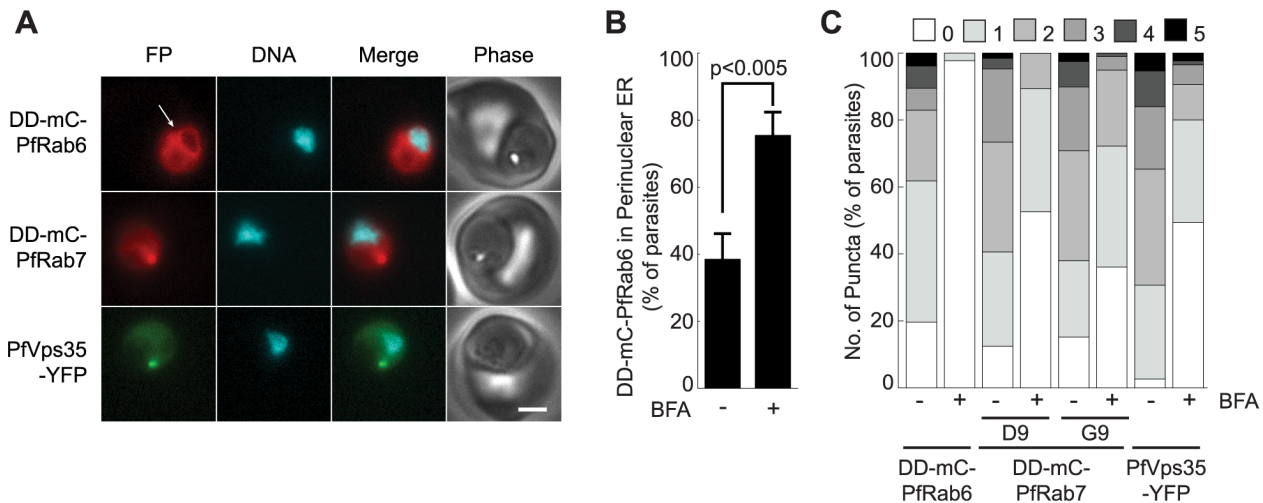 A
FP DNA Merge Phase
DD-mC-
PfRab6
DD-mC-
PfRab7
PfVps35
-YFP
B
DD-mC-PfRab6 in Perinuclear ER
(% of parasites)
p<0.005
100
80
60
40
20
0
BFA - +
C
0 1 2 3 4 5
No. of Puncta (% of parasites)
100
80
60
40
20
0
- + - + - + - + BFA
D9 G9
DD-mC-
PfRab6
DD-mC-
PfRab7
PfVps35
-YFP